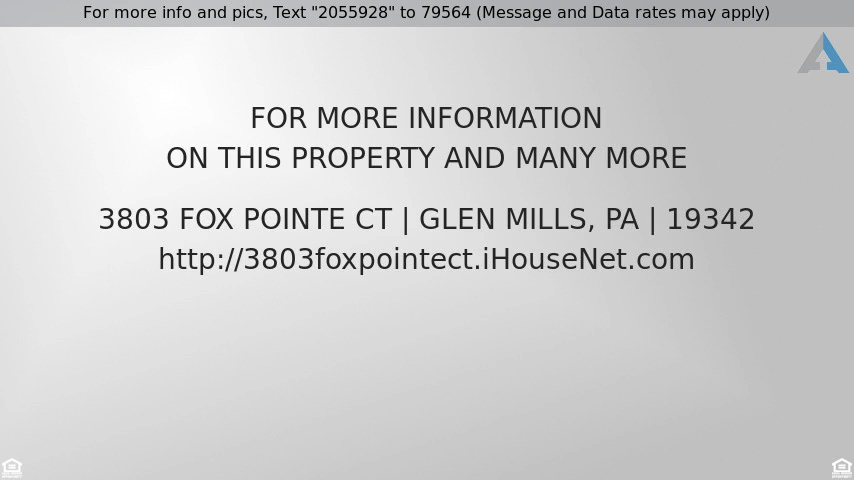 For more info and pics, Text "2055928" to 79564 (Message and Data rates may apply)
FOR MORE INFORMATION
ON THIS PROPERTY AND MANY MORE
3803 FOX POINTE CT | GLEN MILLS, PA | 19342
http://3803foxpointect.iHouseNet.com